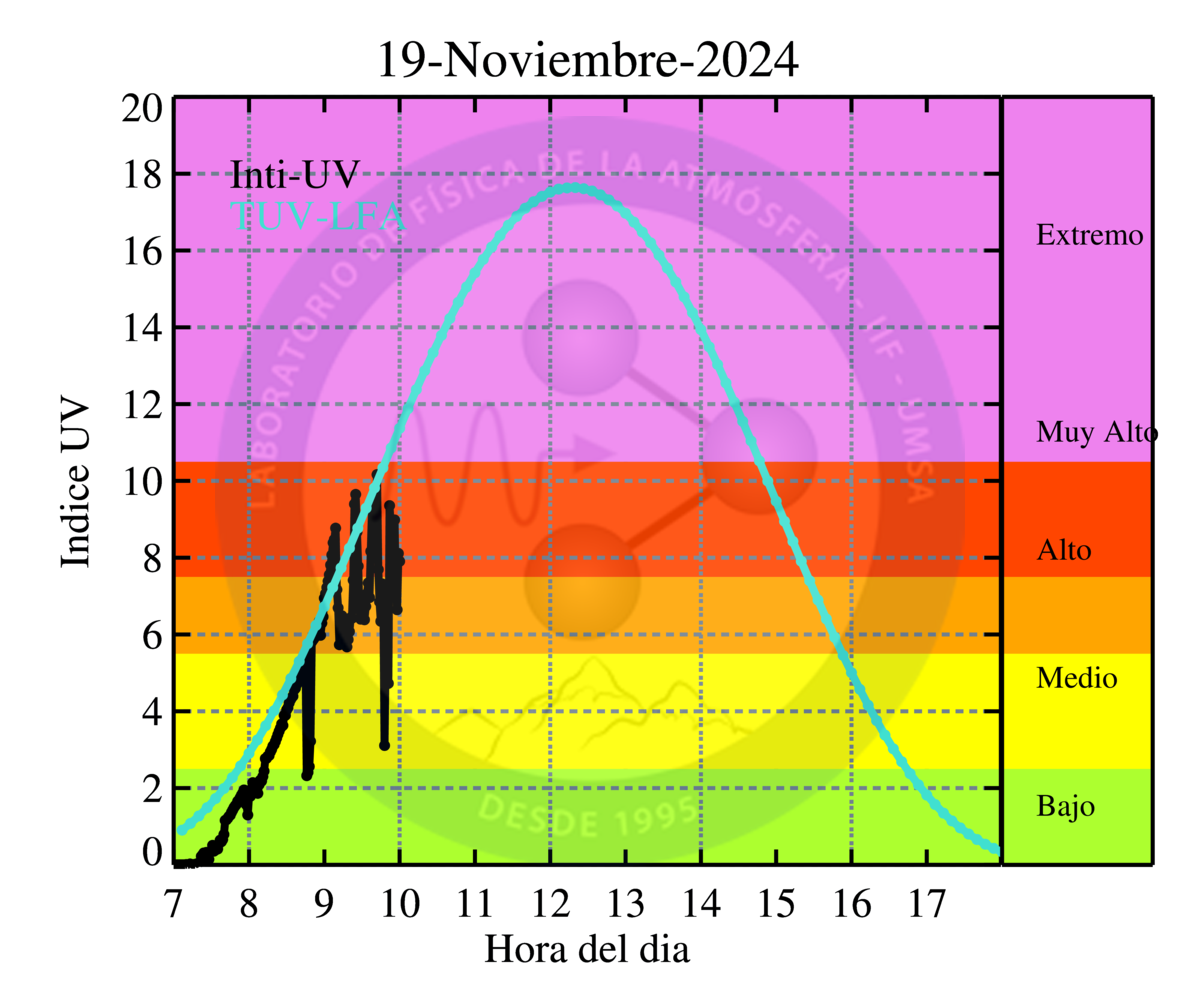 19-Noviembre-2024
Inti-UV
TUV-LFA
LABORATORIO DE FÍSICA DE LA ATMÓSFERA - IIF - UMSA
DESDE 1995
Indice UV
20
18
16
14
12
10
8
6
4
2
0
Extremo
Muy Alto
Alto
Medio
Bajo
7 8 9 10 11 12 13 14 15 16 17
Hora del dia